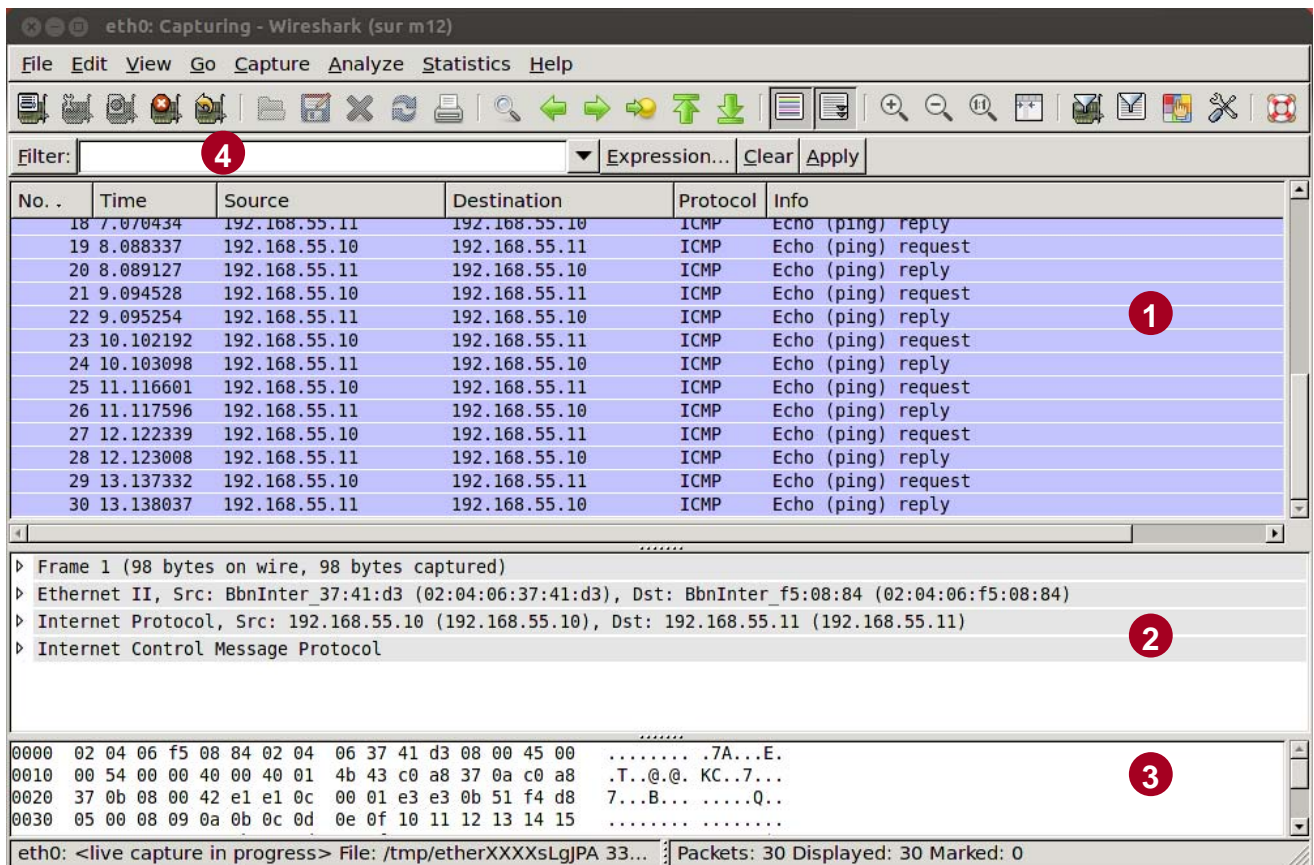 eth0: Capturing - Wireshark (sur m12)
File Edit View Go Capture Analyze Statistics Help
Filter: 4 Expression... Clear Apply
No. . Time Source Destination Protocol Info
18 7.070434 192.168.55.11 192.168.55.10 ICMP Echo (ping) reply
19 8.088337 192.168.55.10 192.168.55.11 ICMP Echo (ping) request
20 8.089127 192.168.55.11 192.168.55.10 ICMP Echo (ping) reply
21 9.094528 192.168.55.10 192.168.55.11 ICMP Echo (ping) request
22 9.095254 192.168.55.11 192.168.55.10 ICMP Echo (ping) reply
23 10.102192 192.168.55.10 192.168.55.11 ICMP Echo (ping) request
24 10.103098 192.168.55.11 192.168.55.10 ICMP Echo (ping) reply
25 11.116601 192.168.55.10 192.168.55.11 ICMP Echo (ping) request
26 11.117596 192.168.55.11 192.168.55.10 ICMP Echo (ping) reply
27 12.122339 192.168.55.10 192.168.55.11 ICMP Echo (ping) request
28 12.123008 192.168.55.11 192.168.55.10 ICMP Echo (ping) reply
29 13.137332 192.168.55.10 192.168.55.11 ICMP Echo (ping) request
30 13.138037 192.168.55.11 192.168.55.10 ICMP Echo (ping) reply
1
Frame 1 (98 bytes on wire, 98 bytes captured)
Ethernet II, Src: BbnInter_37:41:d3 (02:04:06:37:41:d3), Dst: BbnInter_f5:08:84 (02:04:06:f5:08:84)
Internet Protocol, Src: 192.168.55.10 (192.168.55.10), Dst: 192.168.55.11 (192.168.55.11)
Internet Control Message Protocol
2
0000 02 04 06 f5 08 84 02 04 06 37 41 d3 08 00 45 00 ........ .7A...E.
0010 00 54 00 00 40 00 40 01 4b 43 c0 a8 37 0a c0 a8 .T..@.@. KC..7...
0020 37 0b 08 00 42 e1 e1 0c 00 01 e3 e3 0b 51 f4 d8 7...B... .....Q..
0030 05 00 08 09 0a 0b 0c 0d 0e 0f 10 11 12 13 14 15 ........ ........
3
eth0: <live capture in progress> File: /tmp/etherXXXXsLgJPA 33... Packets: 30 Displayed: 30 Marked: 0